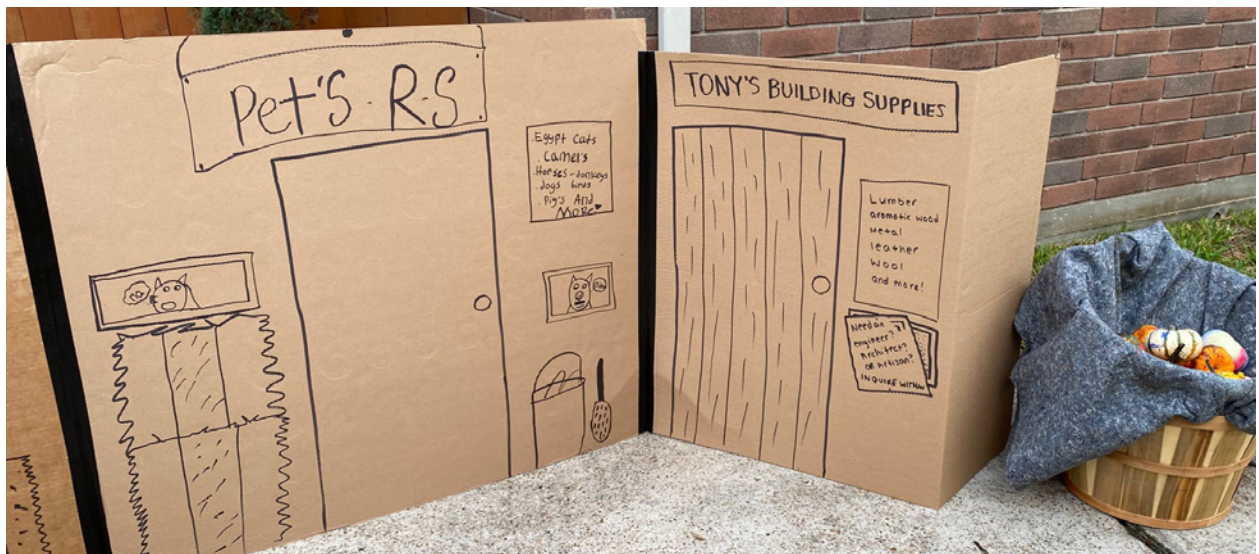 Pet'S-R-S
.Egypt Cats
.Camel's
.Horses-donkeys
dogs birds
.Pig's And
MORE
TONY'S BUILDING SUPPLIES
Lumber
aromatic wood
Metal
leather
Wool
and more!
Need an
engineer?
Architect?
or Artisan?
INQUIRE WITHIN